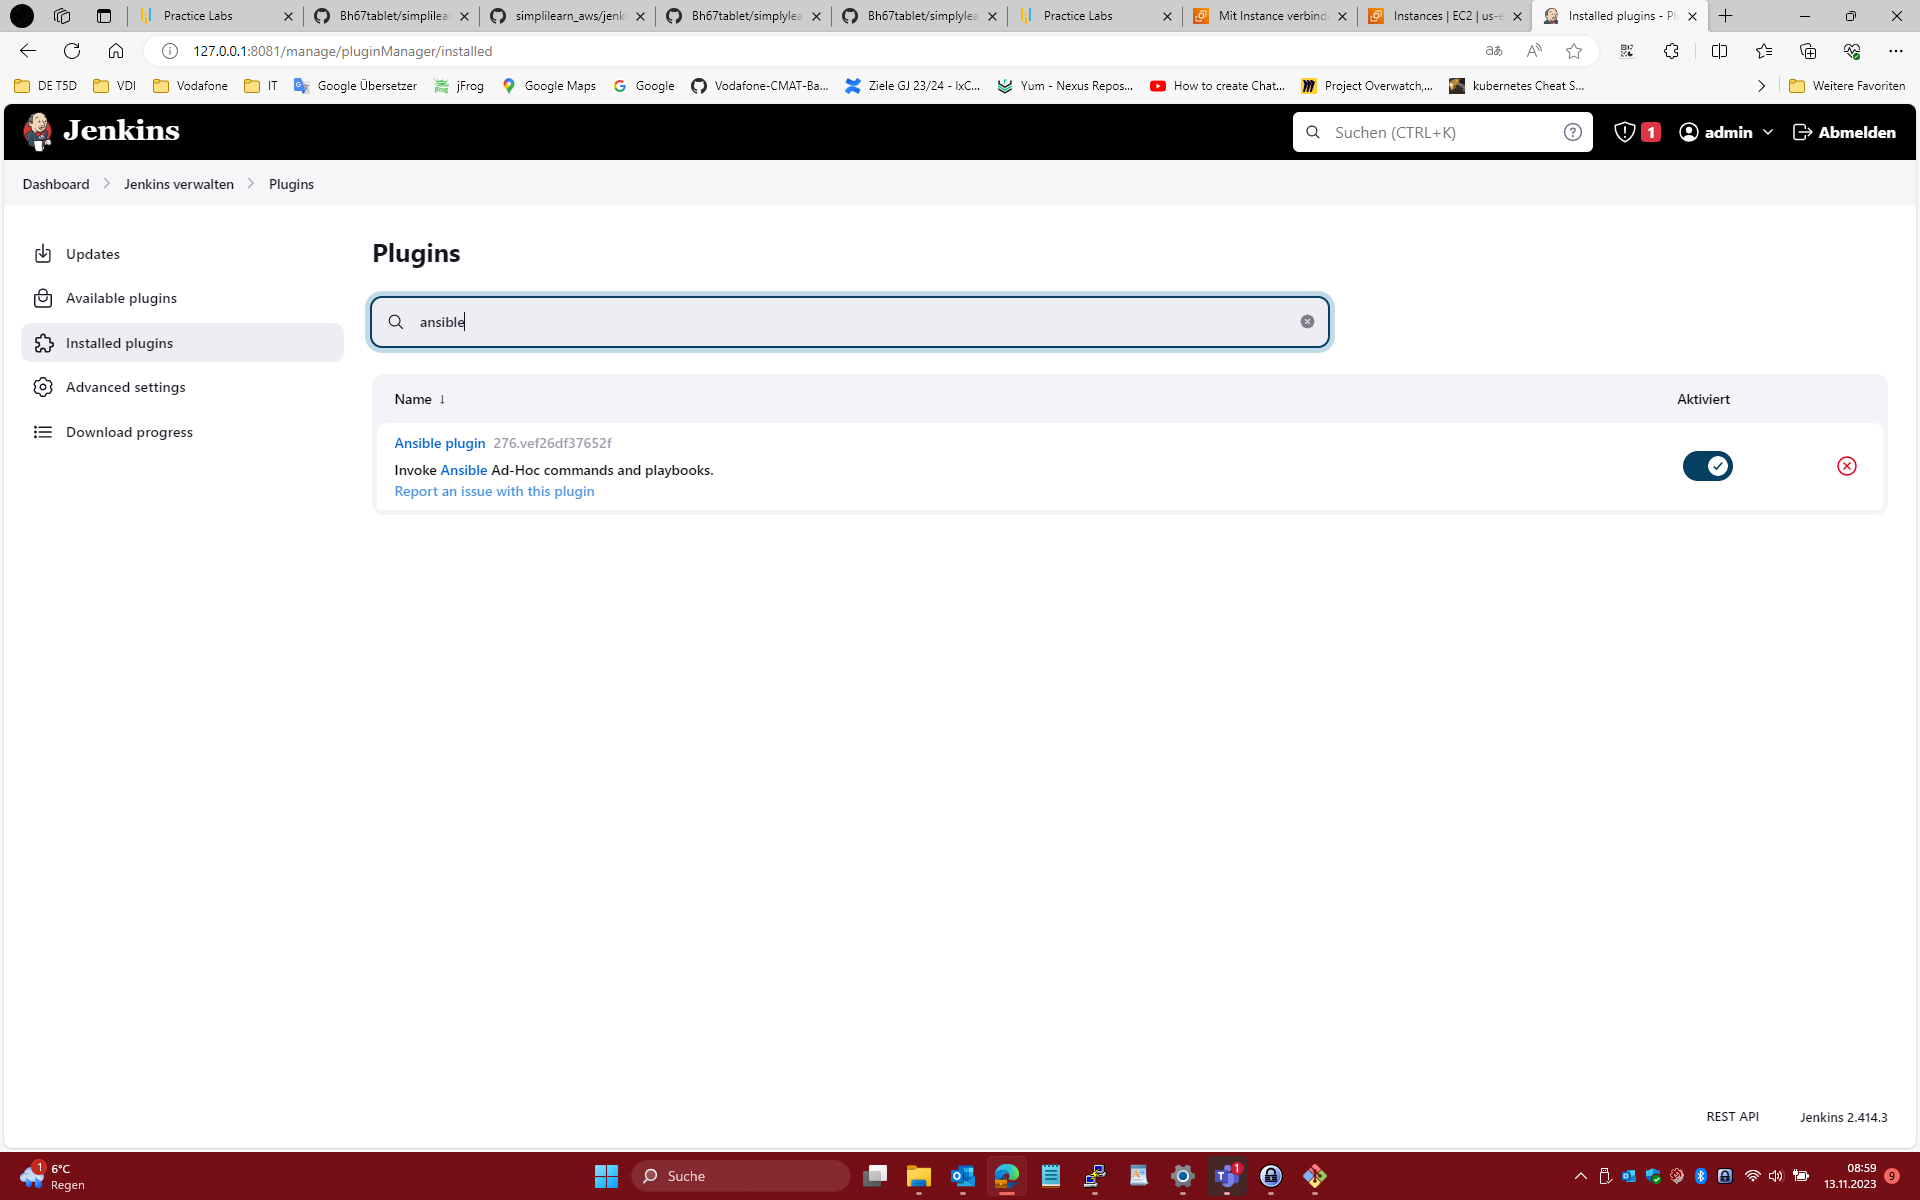 Practice Labs
Bh67tablet/simplilear
simplilearn_aws/jenk
Bh67tablet/simplylea
Bh67tablet/simplylea
Practice Labs
Mit Instance verbind
Instances | EC2 | us-e
Installed plugins - Pl
127.0.0.1:8081/manage/pluginManager/installed
DE T5D
VDI
Vodafone
IT
Google Übersetzer
jFrog
Google Maps
Google
Vodafone-CMAT-Ba...
Ziele GJ 23/24 - IxC...
Yum - Nexus Repos...
How to create Chat...
Project Overwatch,...
kubernetes Cheat S...
Weitere Favoriten
Jenkins
Suchen (CTRL+K)
1
admin
Abmelden
Dashboard
Jenkins verwalten
Plugins
Updates
Available plugins
Installed plugins
Advanced settings
Download progress
Plugins
ansible
Name ↓
Aktiviert
Ansible plugin 276.vef26df37652f
Invoke Ansible Ad-Hoc commands and playbooks.
Report an issue with this plugin
REST API
Jenkins 2.414.3
1
6°C
Regen
Suche
1
08:59
13.11.2023
9